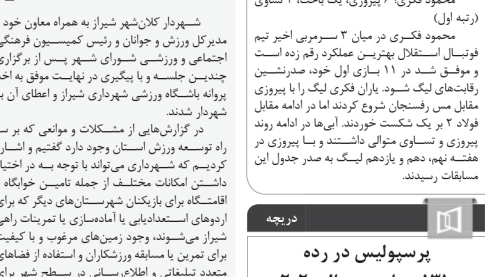 محمود فکری: ۶ پیروزی، یک باخت، ۴ تساوی
(رتبه اول)
محمود فکری در میان ۳ سرمربی اخیر تیم
فوتبال استقلال بهترین عملکرد رقم زده است
و موفق شد در ۱۱ بازی اول خود، صدرنشین
رقابت‌های لیگ شود. یاران فکری لیگ را با پیروزی
مقابل مس رفسنجان شروع کردند اما در ادامه مقابل
فولاد ۲ بر یک شکست خوردند. آبی‌ها در ادامه روند
پیروزی و تساوی متوالی داشتند و با پیروزی در
هفته نهم، دهم و یازدهم لیگ به صدر جدول این
مسابقات رسیدند.
دریچه
پرسپولیس در رده
شهردار کلان‌شهر شیراز به همراه معاون خود
مدیرکل ورزش و جوانان و رئیس کمیسیون فرهنگی
اجتماعی و ورزشی شورای شهر پس از برگزاری
چندین جلسه و با پیگیری در نهایت موفق به اخذ
پروانه باشگاه ورزشی شهرداری شیراز و اعطای آن به
شهردار شدند.
در گزارش‌هایی از مشکلات و موانعی که بر سر
راه توسعه ورزش استان وجود دارد گفتیم و اشاره
کردیم که شهرداری می‌تواند با توجه به در اختیار
داشتن امکانات مختلف از جمله تامین خوابگاه و
اقامتگاه برای بازیکنان شهرستان‌های دیگر که برای
اردوهای استعدادیابی یا آماده‌سازی یا تمرینات راهی
شیراز می‌شوند، وجود زمین‌های مرغوب و با کیفیت
برای تمرین یا مسابقه ورزشکاران و استفاده از فضاهای
متعدد تبلیغاتی و اطلاع‌رسانی در سطح شهر برای